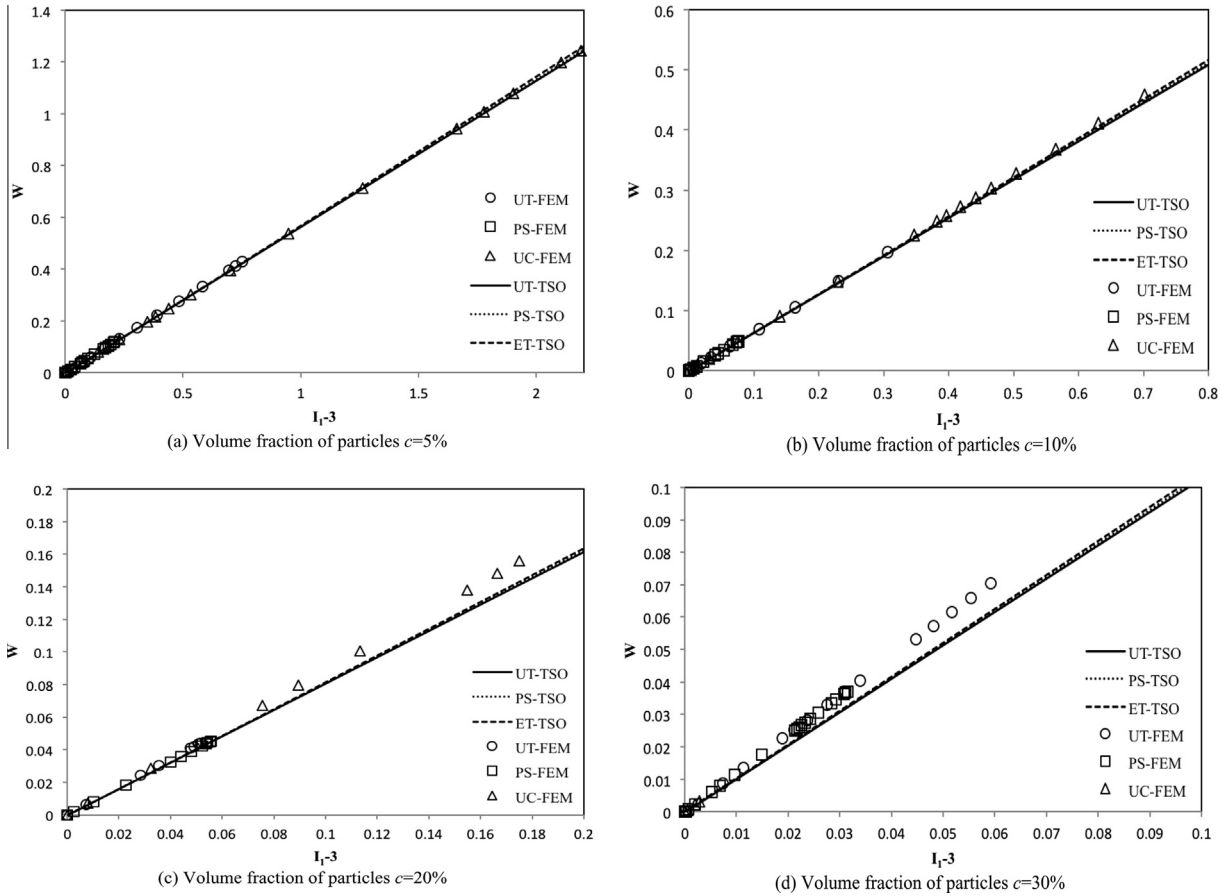 1.4
1.2
1
0.8
0.6
0.4
0.2
0
W
UT-FEM
PS-FEM
UC-FEM
UT-TSO
PS-TSO
ET-TSO
0 0.5 1 1.5 2
I₁-3
(a) Volume fraction of particles c=5%
0.6
0.5
0.4
0.3
0.2
0.1
0
W
UT-TSO
PS-TSO
ET-TSO
UT-FEM
PS-FEM
UC-FEM
0 0.1 0.2 0.3 0.4 0.5 0.6 0.7 0.8
I₁-3
(b) Volume fraction of particles c=10%
0.2
0.18
0.16
0.14
0.12
0.1
0.08
0.06
0.04
0.02
0
W
UT-TSO
PS-TSO
ET-TSO
UT-FEM
PS-FEM
UC-FEM
0 0.02 0.04 0.06 0.08 0.1 0.12 0.14 0.16 0.18 0.2
I₁-3
(c) Volume fraction of particles c=20%
0.1
0.09
0.08
0.07
0.06
0.05
0.04
0.03
0.02
0.01
0
W
UT-TSO
PS-TSO
ET-TSO
UT-FEM
PS-FEM
UC-FEM
0 0.01 0.02 0.03 0.04 0.05 0.06 0.07 0.08 0.09 0.1
I₁-3
(d) Volume fraction of particles c=30%